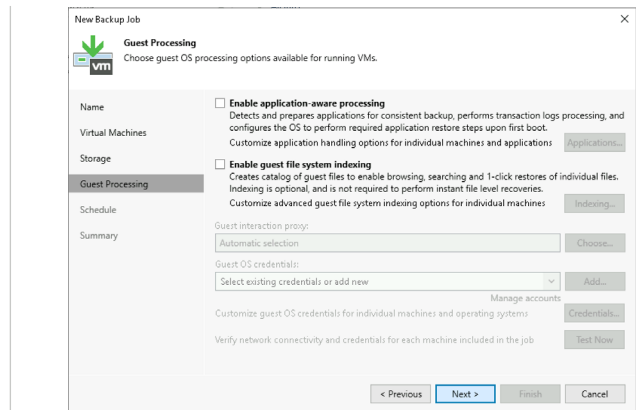 New Backup Job
Guest Processing
Choose guest OS processing options available for running VMs.
vm
Name
Virtual Machines
Storage
Guest Processing
Schedule
Summary
Enable application-aware processing
Detects and prepares applications for consistent backup, performs transaction logs processing, and
configures the OS to perform required application restore steps upon first boot.
Customize application handling options for individual machines and applications
Applications...
Enable guest file system indexing
Creates catalog of guest files to enable browsing, searching and 1-click restores of individual files.
Indexing is optional, and is not required to perform instant file level recoveries.
Customize advanced guest file system indexing options for individual machines
Indexing...
Guest interaction proxy:
Automatic selection
Choose...
Guest OS credentials:
Select existing credentials or add new
Add...
Manage accounts
Customize guest OS credentials for individual machines and operating systems
Credentials...
Verify network connectivity and credentials for each machine included in the job
Test Now
< Previous
Next >
Finish
Cancel